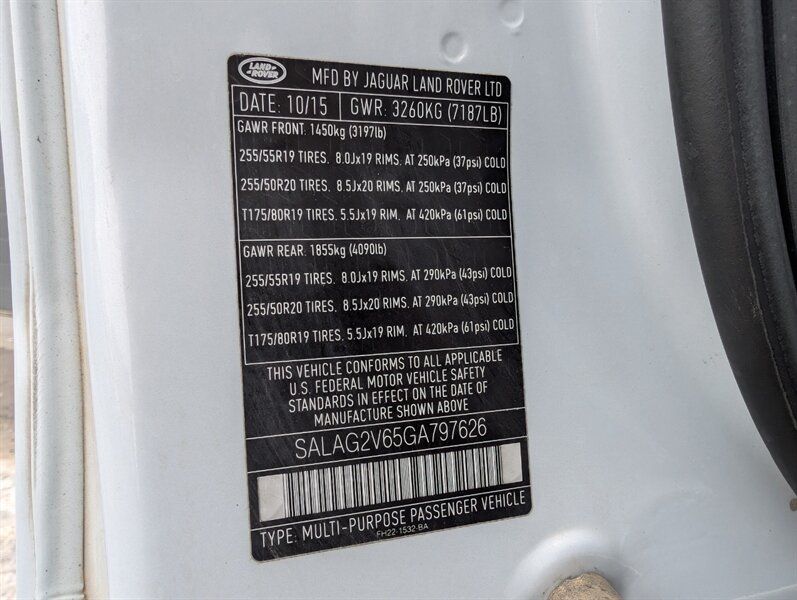 LAND ROVER
MFD BY JAGUAR LAND ROVER LTD
DATE: 10/15 GWR: 3260KG (7187LB)
GAWR FRONT: 1450kg (3197lb)
255/55R19 TIRES. 8.0Jx19 RIMS. AT 250kPa (37psi) COLD
255/50R20 TIRES. 8.5Jx20 RIMS. AT 250kPa (37psi) COLD
T175/80R19 TIRES. 5.5Jx19 RIM. AT 420kPa (61psi) COLD
GAWR REAR: 1855kg (4090lb)
255/55R19 TIRES. 8.0Jx19 RIMS. AT 290kPa (43psi) COLD
255/50R20 TIRES. 8.5Jx20 RIMS. AT 290kPa (43psi) COLD
T175/80R19 TIRES. 5.5Jx19 RIM. AT 420kPa (61psi) COLD
THIS VEHICLE CONFORMS TO ALL APPLICABLE
U.S. FEDERAL MOTOR VEHICLE SAFETY
STANDARDS IN EFFECT ON THE DATE OF
MANUFACTURE SHOWN ABOVE
SALAG2V65GA797626
TYPE: MULTI-PURPOSE PASSENGER VEHICLE
FH22 1532 BA